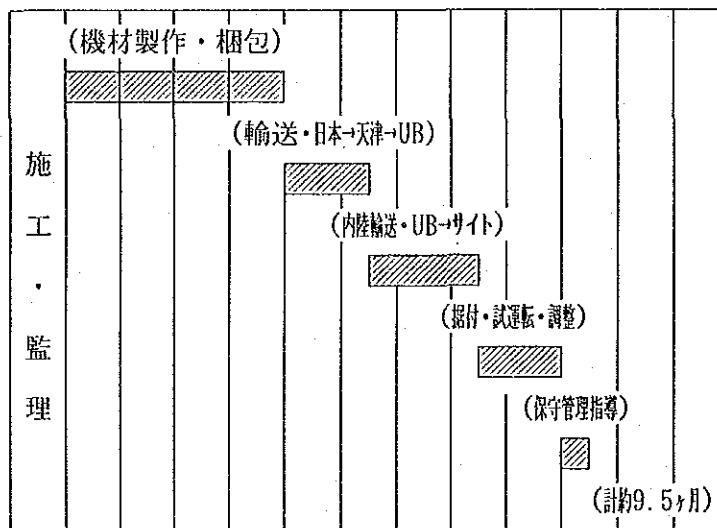 (機材製作・梱包)
(輸送・日本→天津→UB)
(内陸輸送・UB→サイト)
(据付・試運転・調整)
(保守管理指導)
(計約9.5ヶ月)
施工・監理